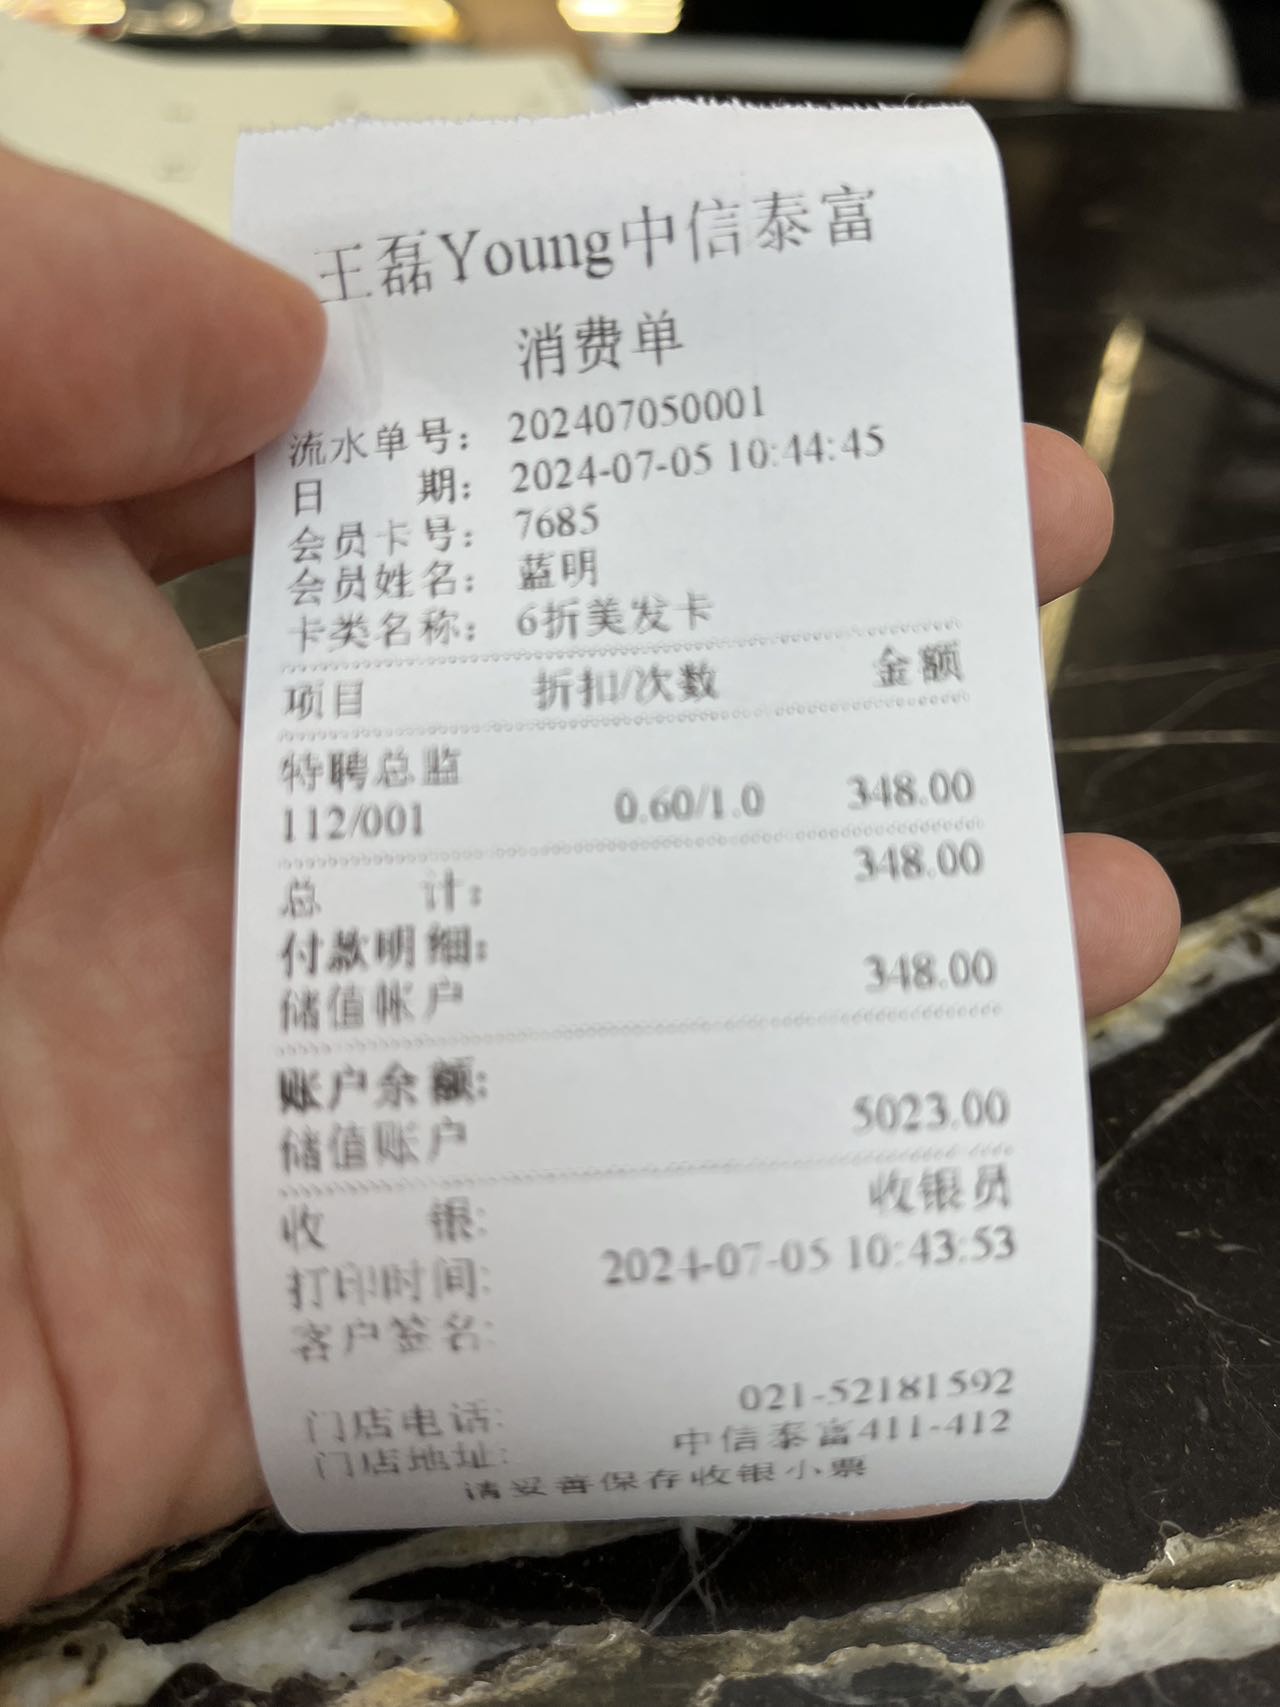 王磊Young中信泰富
消费单
流水单号： 202407050001
日 期： 2024-07-05 10:44:45
会员卡号： 7685
会员姓名： 蓝明
卡类名称： 6折美发卡
项目 折扣/次数 金额
特聘总监
112/001 0.60/1.0 348.00
总 计： 348.00
付款明细：
储值帐户 348.00
账户余额：
储值账户 5023.00
收 银： 收银员
打印时间： 2024-07-05 10:43:53
客户签名：
门店电话： 021-52181592
门店地址： 中信泰富411-412
请妥善保存收银小票